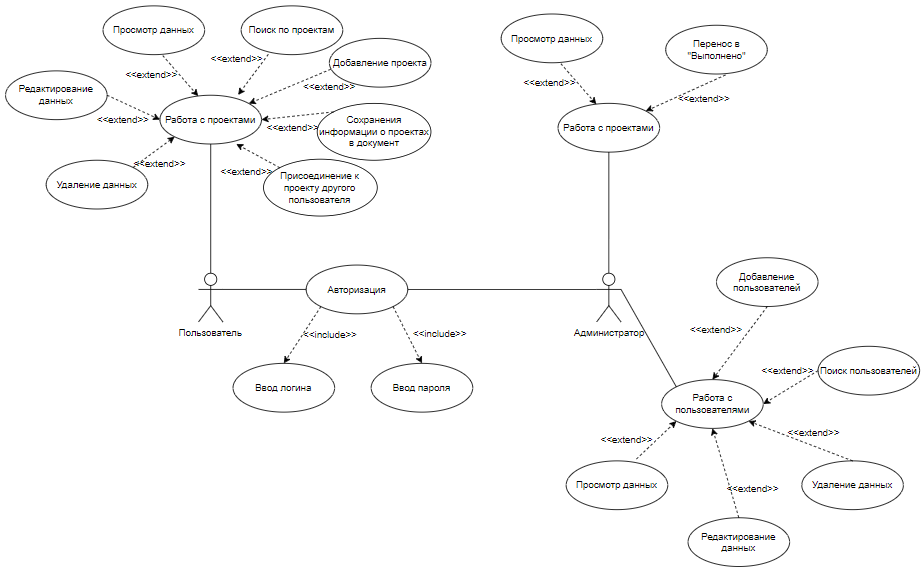 Просмотр данных
Поиск по проектам
<<extend>>
<<extend>>
Добавление проекта
<<extend>>
Редактирование
данных
<<extend>>
Работа с проектами
<<extend>>
Сохранения
информации о проектах
в документ
<<extend>>
Удаление данных
<<extend>>
Присоединение к
проекту другого
пользователя
Просмотр данных
Перенос в
"Выполнено"
<<extend>>
<<extend>>
Работа с проектами
Авторизация
Пользователь
Администратор
<<include>>
<<include>>
Ввод логина
Ввод пароля
Добавление
пользователей
<<extend>>
<<extend>>
Поиск пользователей
Работа с
пользователями
<<extend>>
<<extend>>
Просмотр данных
<<extend>>
Удаление данных
Редактирование
данных